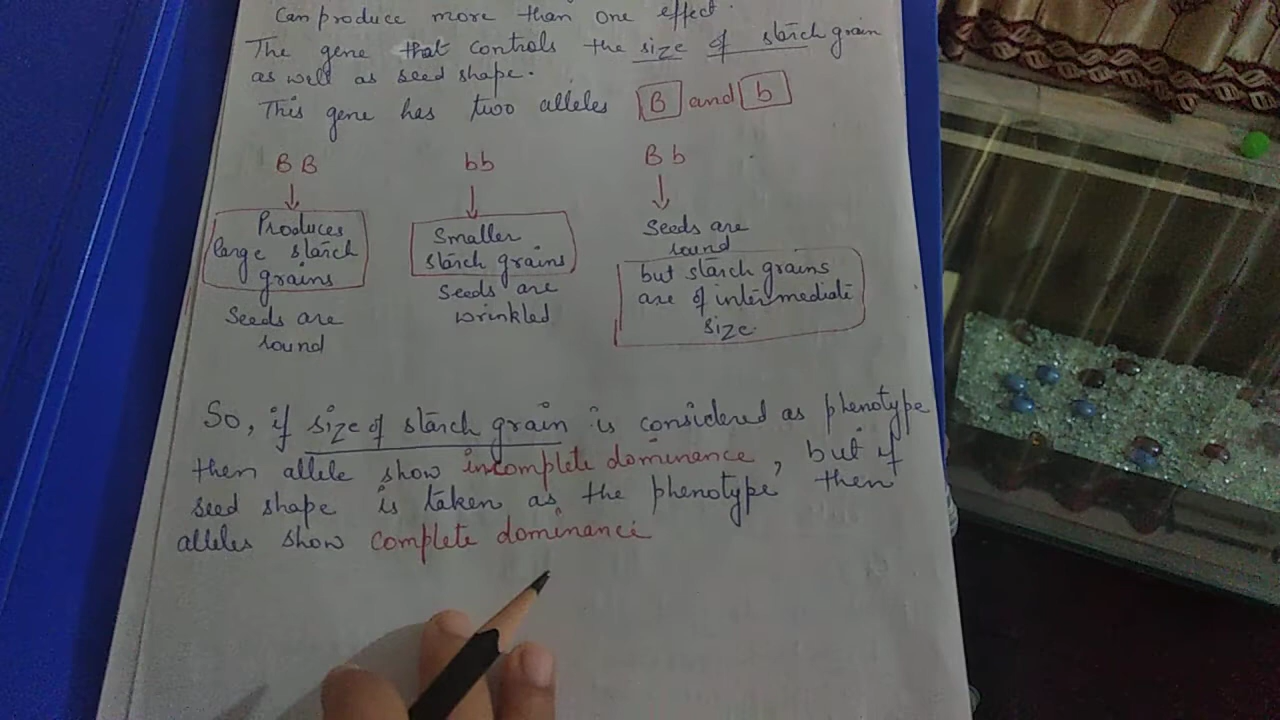 Can produce more than one effect.
The gene that controls the size of starch grain
as well as seed shape.
This gene has two alleles B and b
BB
Produces
large starch
grains
Seeds are
round
bb
Smaller
starch grains
Seeds are
wrinkled
Bb
Seeds are
round
but starch grains
are of intermediate
size.
So, if size of starch grain is considered as phenotype
then allele show incomplete dominance, but if
seed shape is taken as the phenotype then
alleles show complete dominance